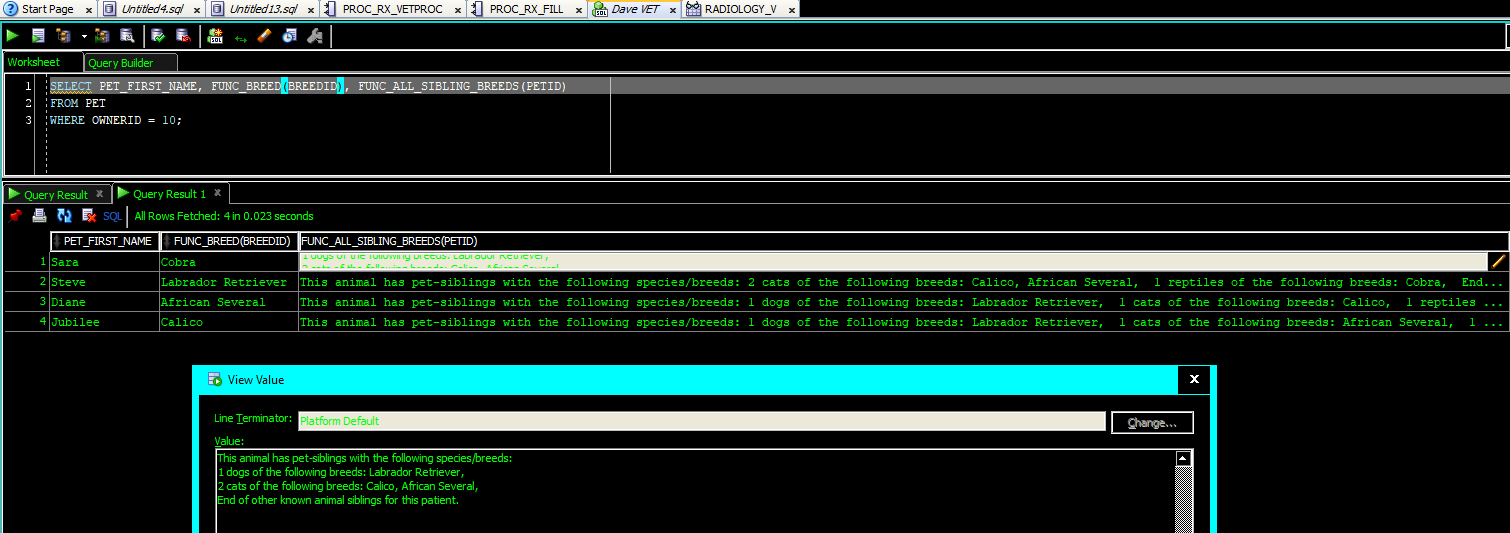 Start Page
Untitled4.sql
Untitled13.sql
PROC_RX_VETPROC
PROC_RX_FILL
Dave VET
RADIOLOGY_V
Worksheet
Query Builder
1 SELECT PET_FIRST_NAME, FUNC_BREED(BREEDID), FUNC_ALL_SIBLING_BREEDS(PETID)
2 FROM PET
3 WHERE OWNERID = 10;
Query Result
Query Result 1
SQL All Rows Fetched: 4 in 0.023 seconds
PET_FIRST_NAME FUNC_BREED(BREEDID) FUNC_ALL_SIBLING_BREEDS(PETID)
1 Sara Cobra 1 dogs of the following breeds: Labrador Retriever,
2 cats of the following breeds: Calico, African Several,
2 Steve Labrador Retriever This animal has pet-siblings with the following species/breeds: 2 cats of the following breeds: Calico, African Several, 1 reptiles of the following breeds: Cobra, End...
3 Diane African Several This animal has pet-siblings with the following species/breeds: 1 dogs of the following breeds: Labrador Retriever, 1 cats of the following breeds: Calico, 1 reptiles ...
4 Jubilee Calico This animal has pet-siblings with the following species/breeds: 1 dogs of the following breeds: Labrador Retriever, 1 cats of the following breeds: African Several, 1 ...
View Value
Line Terminator: Platform Default Change...
Value:
This animal has pet-siblings with the following species/breeds:
1 dogs of the following breeds: Labrador Retriever,
2 cats of the following breeds: Calico, African Several,
End of other known animal siblings for this patient.